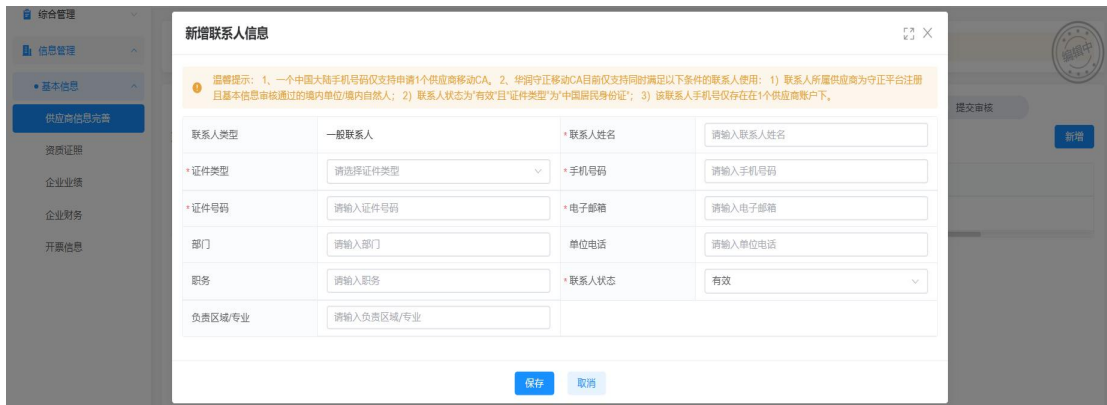 综合管理
信息管理
基本信息
供应商信息完善
资质证照
企业业绩
企业财务
开票信息
新增联系人信息
温馨提示： 1、一个中国大陆手机号码仅支持申请1个供应商移动CA。 2、华润守正移动CA目前仅支持同时满足以下条件的联系人使用： 1）联系人所属供应商为守正平台注册
且基本信息审核通过的境内单位/境内自然人； 2）联系人状态为"有效"且"证件类型"为"中国居民身份证"； 3）该联系人手机号仅存在在1个供应商账户下。
联系人类型 一般联系人 *联系人姓名 请输入联系人姓名
*证件类型 请选择证件类型 *手机号码 请输入手机号码
*证件号码 请输入证件号码 *电子邮箱 请输入电子邮箱
部门 请输入部门 单位电话 请输入单位电话
职务 请输入职务 *联系人状态 有效
负责区域/专业 请输入负责区域/专业
保存 取消
编辑中
提交审核
新增